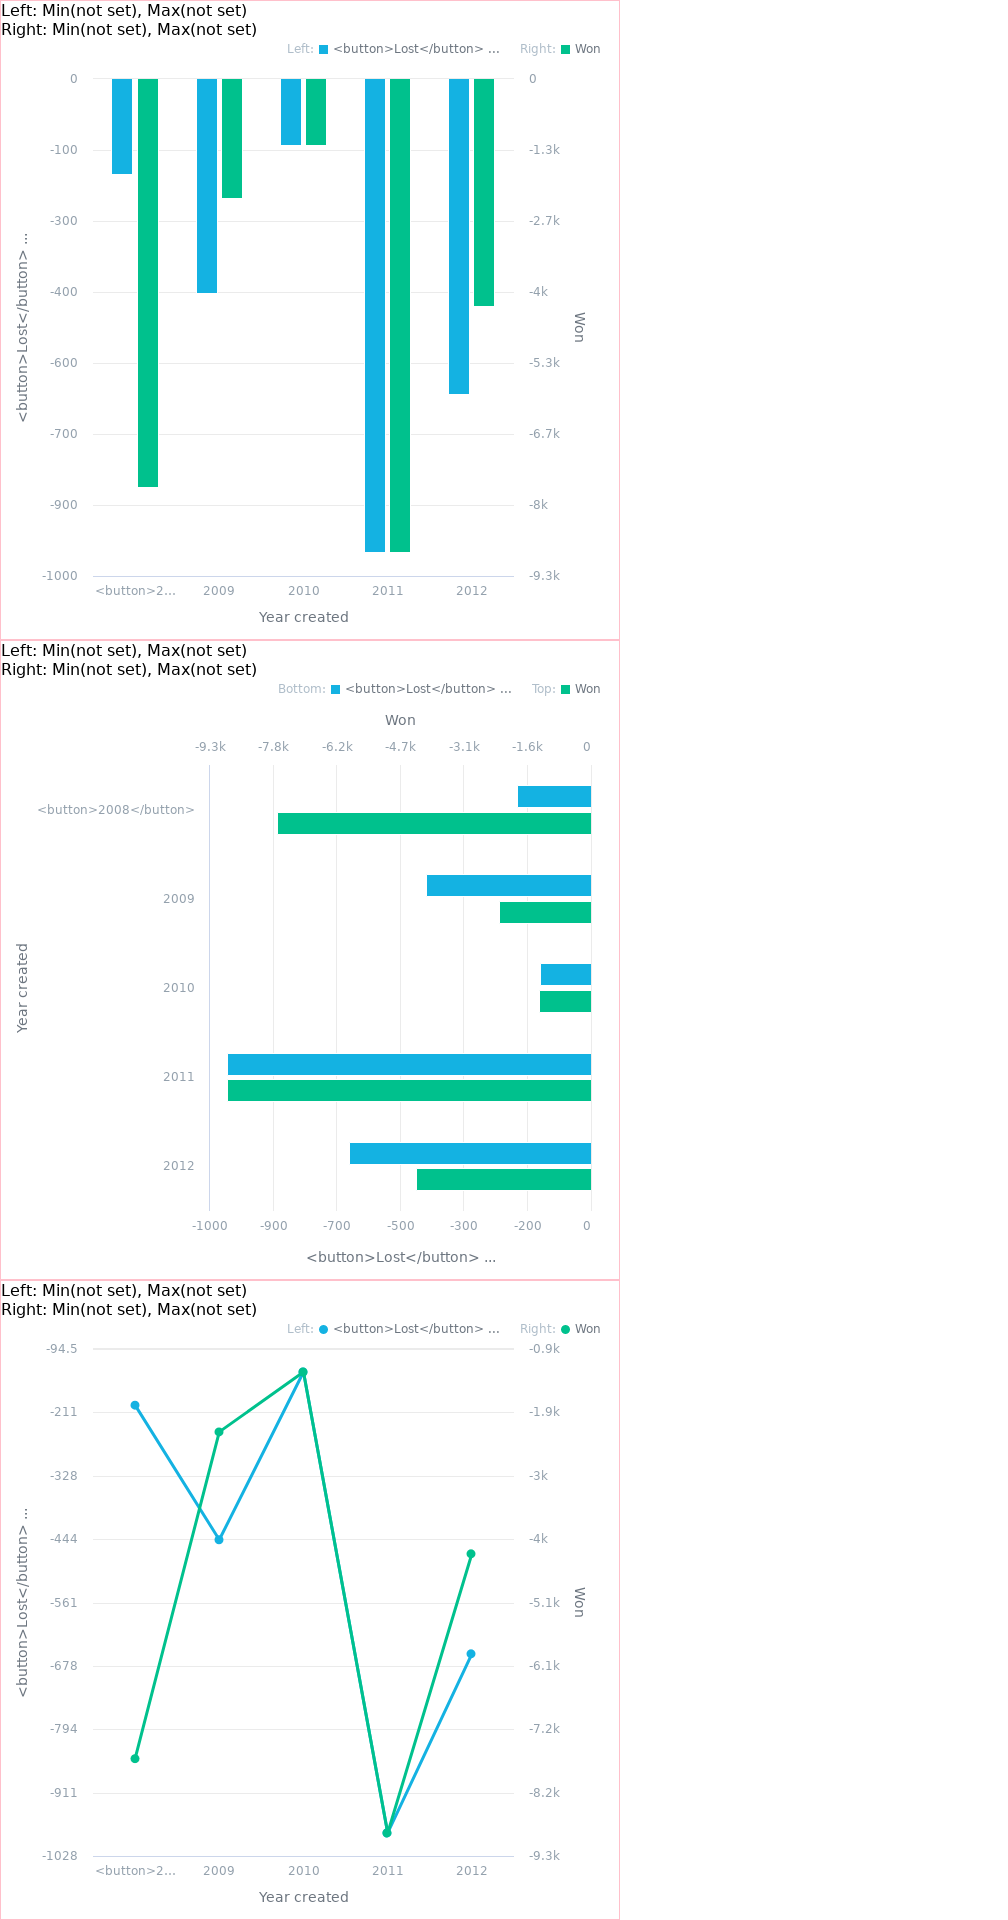 Left: Min(not set), Max(not set)
Right: Min(not set), Max(not set)
Left: <button>Lost</button> ... Right: Won
0 0
-100 -1.3k
-300 -2.7k
-400 -4k
-600 -5.3k
-700 -6.7k
-900 -8k
-1000 -9.3k
<button>Lost</button> ...
Won
<button>2... 2009 2010 2011 2012
Year created
Left: Min(not set), Max(not set)
Right: Min(not set), Max(not set)
Bottom: <button>Lost</button> ... Top: Won
Won
-9.3k -7.8k -6.2k -4.7k -3.1k -1.6k 0
<button>2008</button>
2009
2010
2011
2012
Year created
-1000 -900 -700 -500 -300 -200 0
<button>Lost</button> ...
Left: Min(not set), Max(not set)
Right: Min(not set), Max(not set)
Left: <button>Lost</button> ... Right: Won
-94.5 -0.9k
-211 -1.9k
-328 -3k
-444 -4k
-561 -5.1k
-678 -6.1k
-794 -7.2k
-911 -8.2k
-1028 -9.3k
<button>Lost</button> ...
Won
<button>2... 2009 2010 2011 2012
Year created